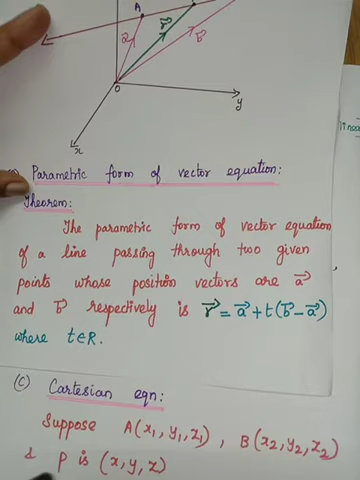 A
a⃗
r⃗
b⃗
O
y
x
Parametric form of vector equation:
Theorem:
The parametric form of vector equation
of a line passing through two given
points whose position vectors are a⃗
and b⃗ respectively is r⃗ = a⃗ + t(b⃗ - a⃗)
where t∈R.
(C) Cartesian eqn:
Suppose A(x₁, y₁, z₁), B(x₂, y₂, z₂)
& P is (x, y, z)